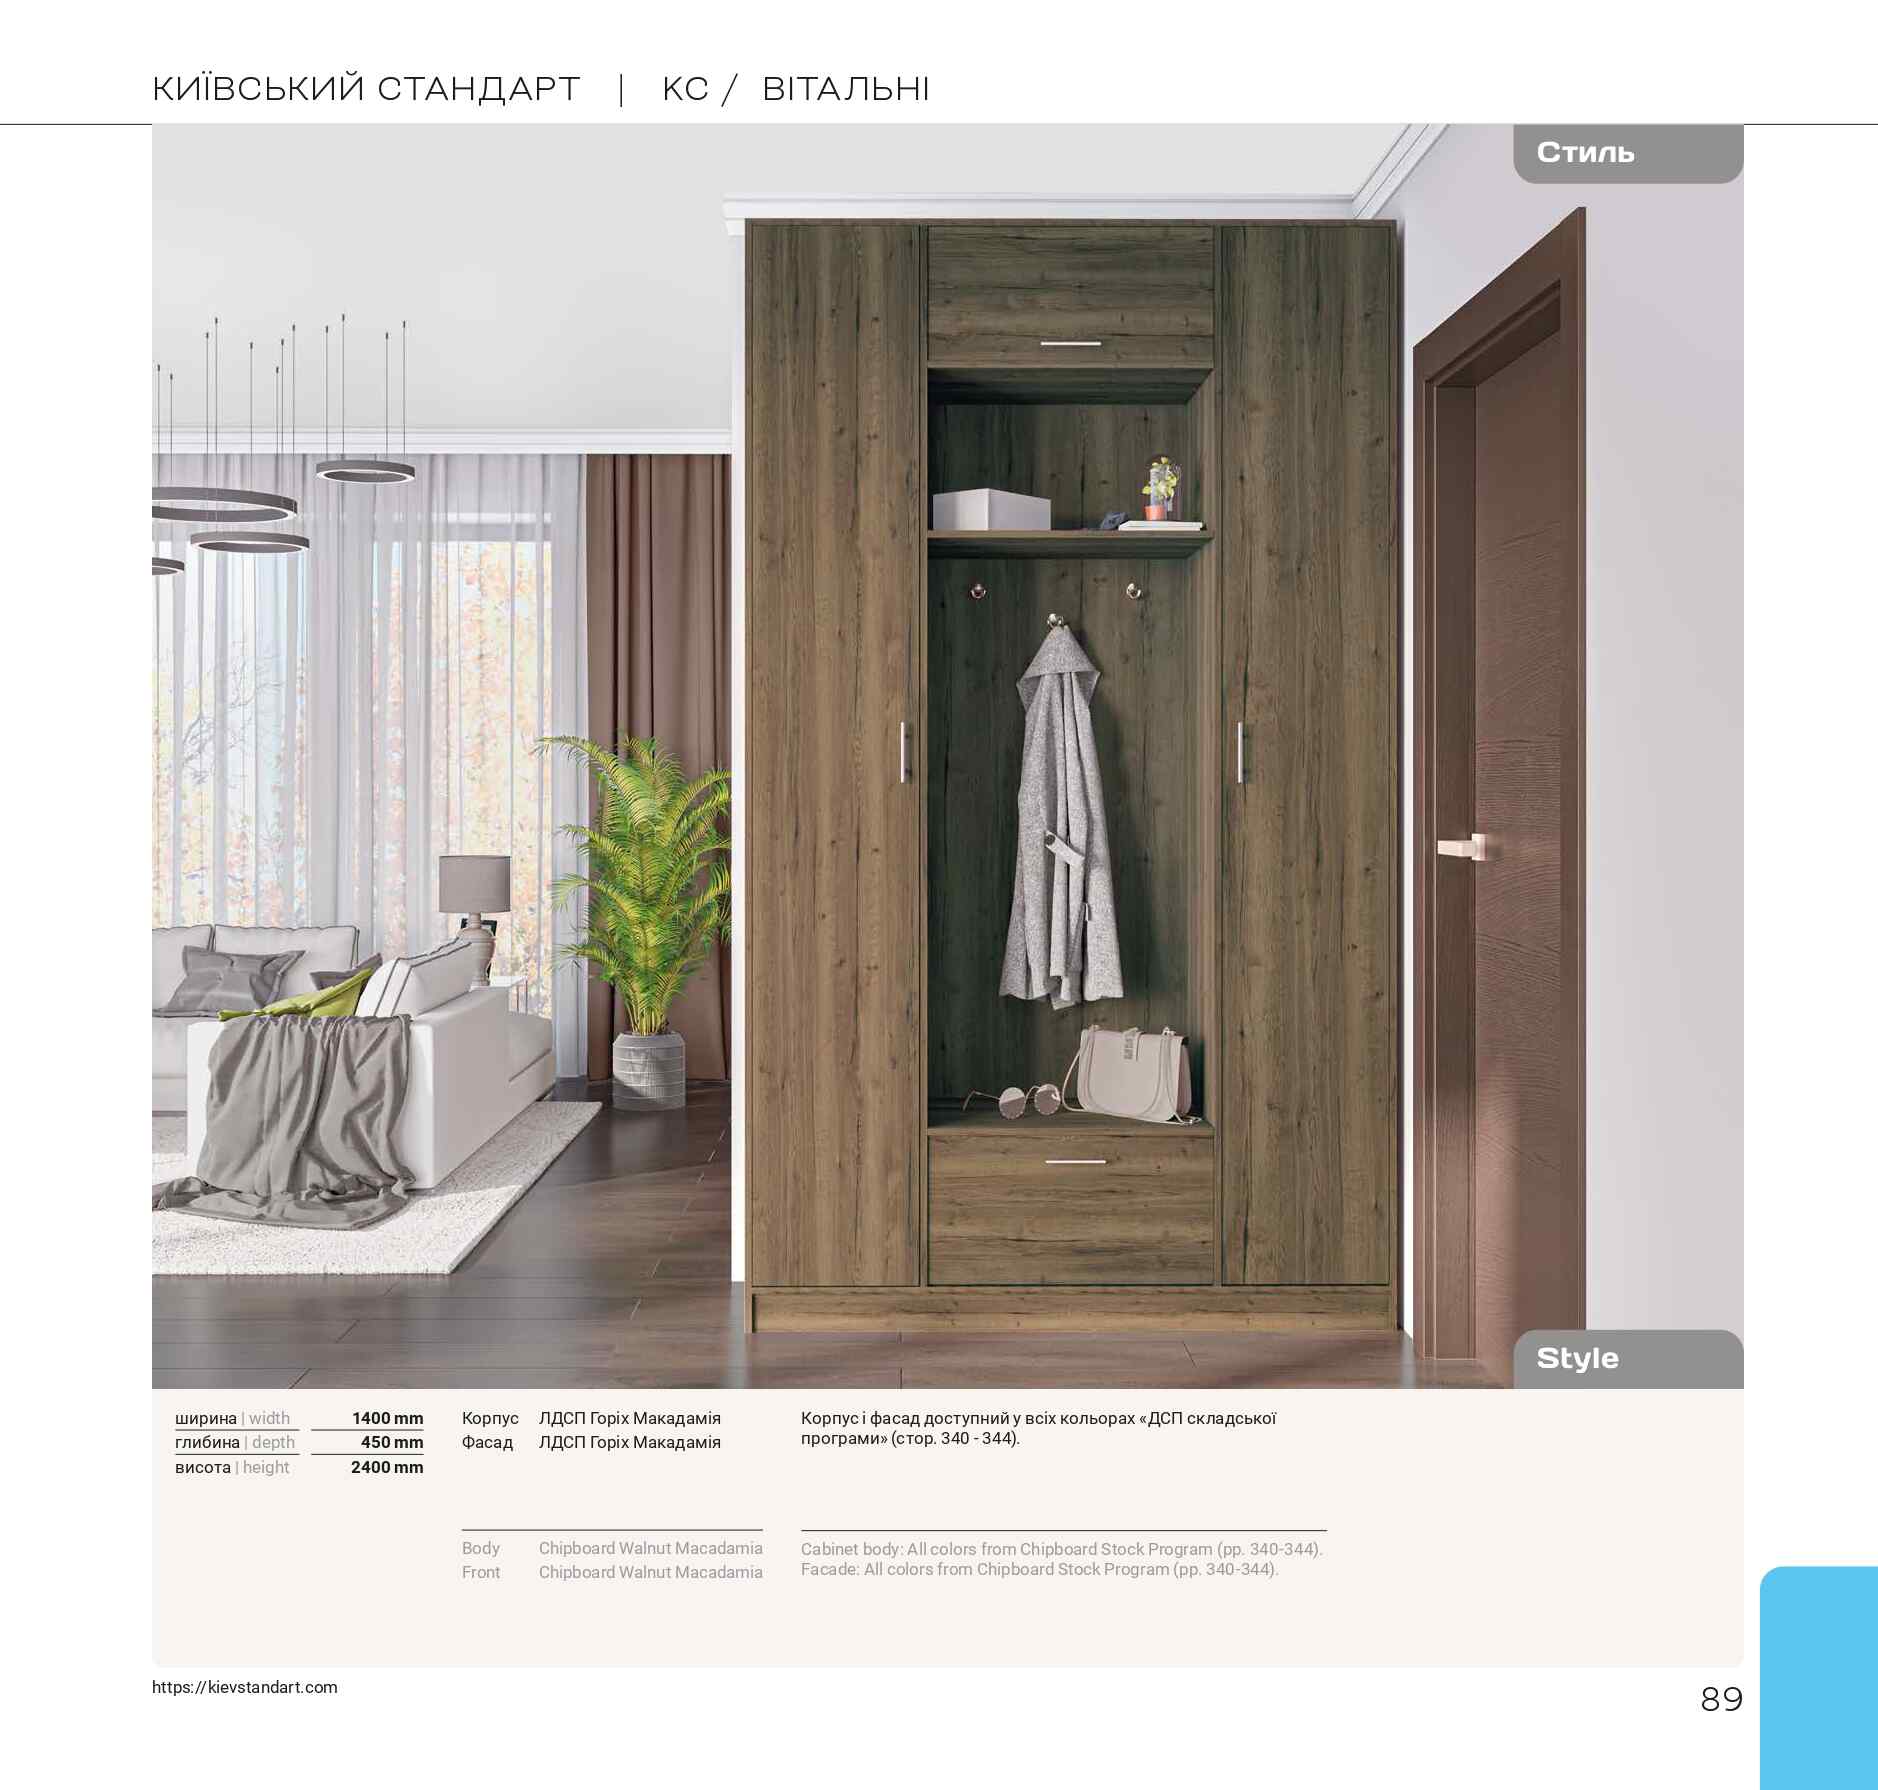 КИЇВСЬКИЙ СТАНДАРТ | КС / ВІТАЛЬНІ
Стиль
Style
ширина | width 1400 mm
глибина | depth 450 mm
висота | height 2400 mm
Корпус ЛДСП Горіх Макадамія
Фасад ЛДСП Горіх Макадамія
Body Chipboard Walnut Macadamia
Front Chipboard Walnut Macadamia
Корпус і фасад доступний у всіх кольорах «ДСП складської
програми» (стор. 340 - 344).
Cabinet body: All colors from Chipboard Stock Program (pp. 340-344).
Facade: All colors from Chipboard Stock Program (pp. 340-344).
https://kievstandart.com
89